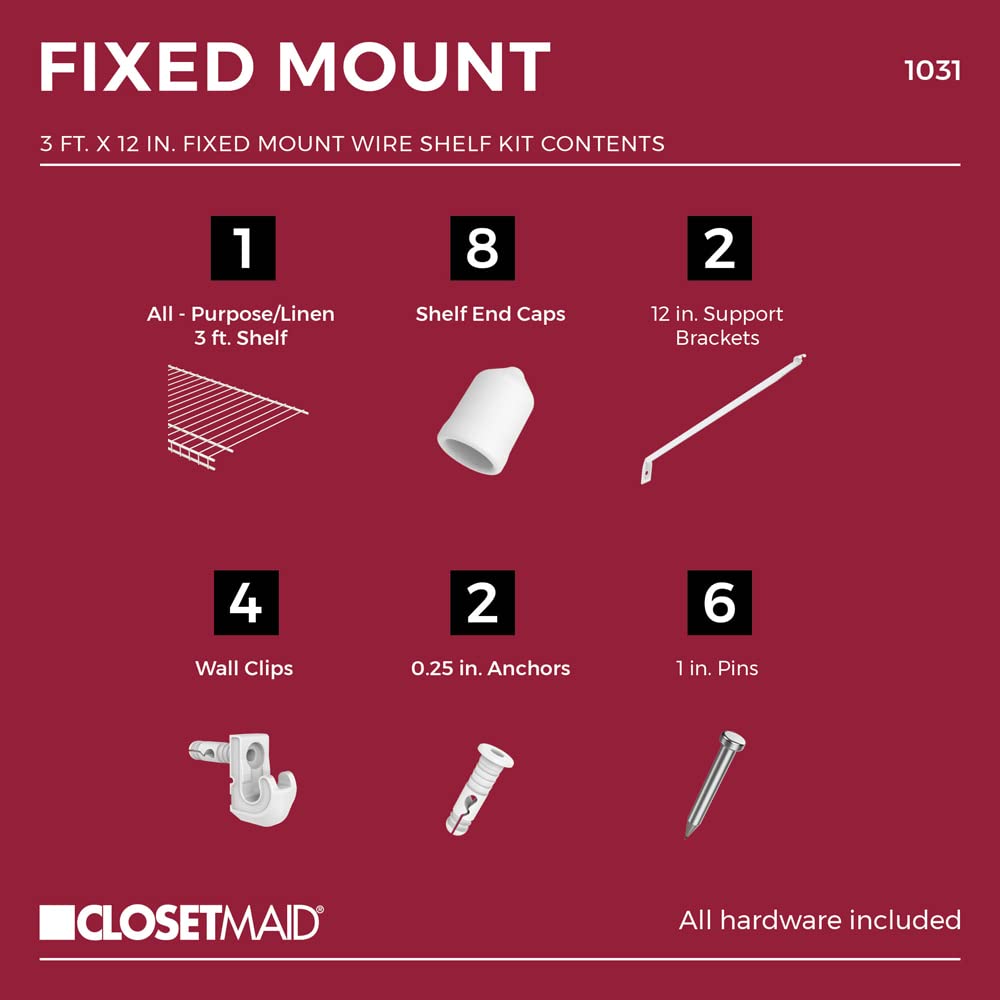 FIXED MOUNT
1031
3 FT. X 12 IN. FIXED MOUNT WIRE SHELF KIT CONTENTS
1
8
2
All - Purpose/Linen
3 ft. Shelf
Shelf End Caps
12 in. Support
Brackets
4
2
6
Wall Clips
0.25 in. Anchors
1 in. Pins
CLOSETMAID®
All hardware included